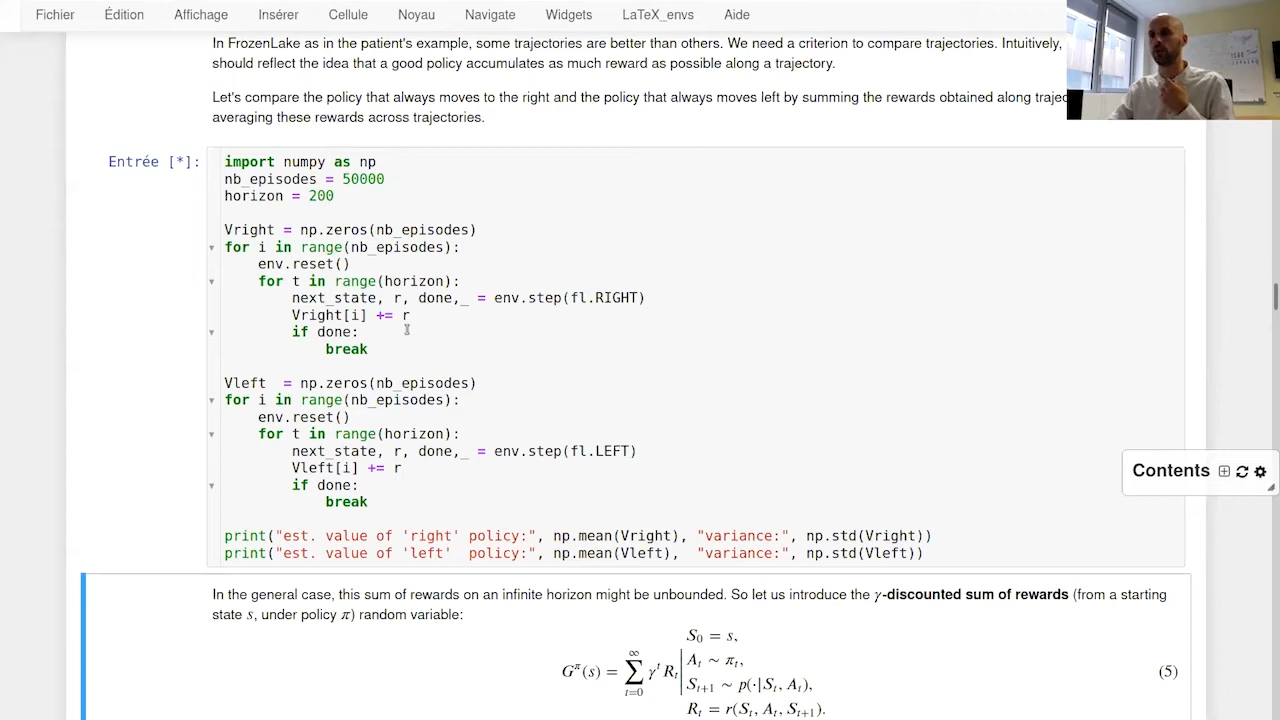 Fichier Édition Affichage Insérer Cellule Noyau Navigate Widgets LaTeX_envs Aide
In FrozenLake as in the patient's example, some trajectories are better than others. We need a criterion to compare trajectories. Intuitively,
should reflect the idea that a good policy accumulates as much reward as possible along a trajectory.
Let's compare the policy that always moves to the right and the policy that always moves left by summing the rewards obtained along
averaging these rewards across trajectories.
Entrée [*]:
import numpy as np
nb_episodes = 50000
horizon = 200
Vright = np.zeros(nb_episodes)
for i in range(nb_episodes):
    env.reset()
    for t in range(horizon):
        next_state, r, done,_ = env.step(fl.RIGHT)
        Vright[i] += r
        if done:
            break
Vleft  = np.zeros(nb_episodes)
for i in range(nb_episodes):
    env.reset()
    for t in range(horizon):
        next_state, r, done,_ = env.step(fl.LEFT)
        Vleft[i] += r
        if done:
            break
print("est. value of 'right' policy:", np.mean(Vright), "variance:", np.std(Vright))
print("est. value of 'left'  policy:", np.mean(Vleft),  "variance:", np.std(Vleft))
Contents
In the general case, this sum of rewards on an infinite horizon might be unbounded. So let us introduce the γ-discounted sum of rewards (from a starting
state s, under policy π) random variable:
S₀ = s,
Aₜ ∼ πₜ,
G^π(s) = ∑_{t=0}^{∞} γ^t Rₜ | (5)
Sₜ₊₁ ∼ p(·|Sₜ, Aₜ),
Rₜ = r(Sₜ, Aₜ, Sₜ₊₁).